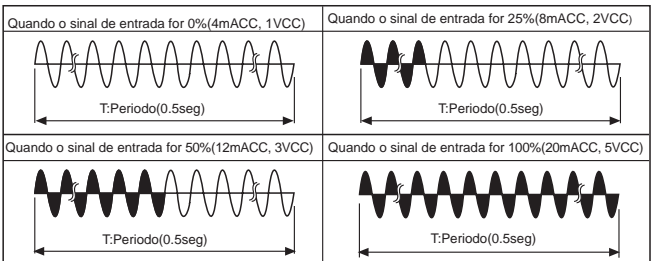 Quando o sinal de entrada for 0%(4mACC, 1VCC)
Quando o sinal de entrada for 25%(8mACC, 2VCC)
T:Periodo(0.5seg)
T:Periodo(0.5seg)
Quando o sinal de entrada for 50%(12mACC, 3VCC)
Quando o sinal de entrada for 100%(20mACC, 5VCC)
T:Periodo(0.5seg)
T:Periodo(0.5seg)